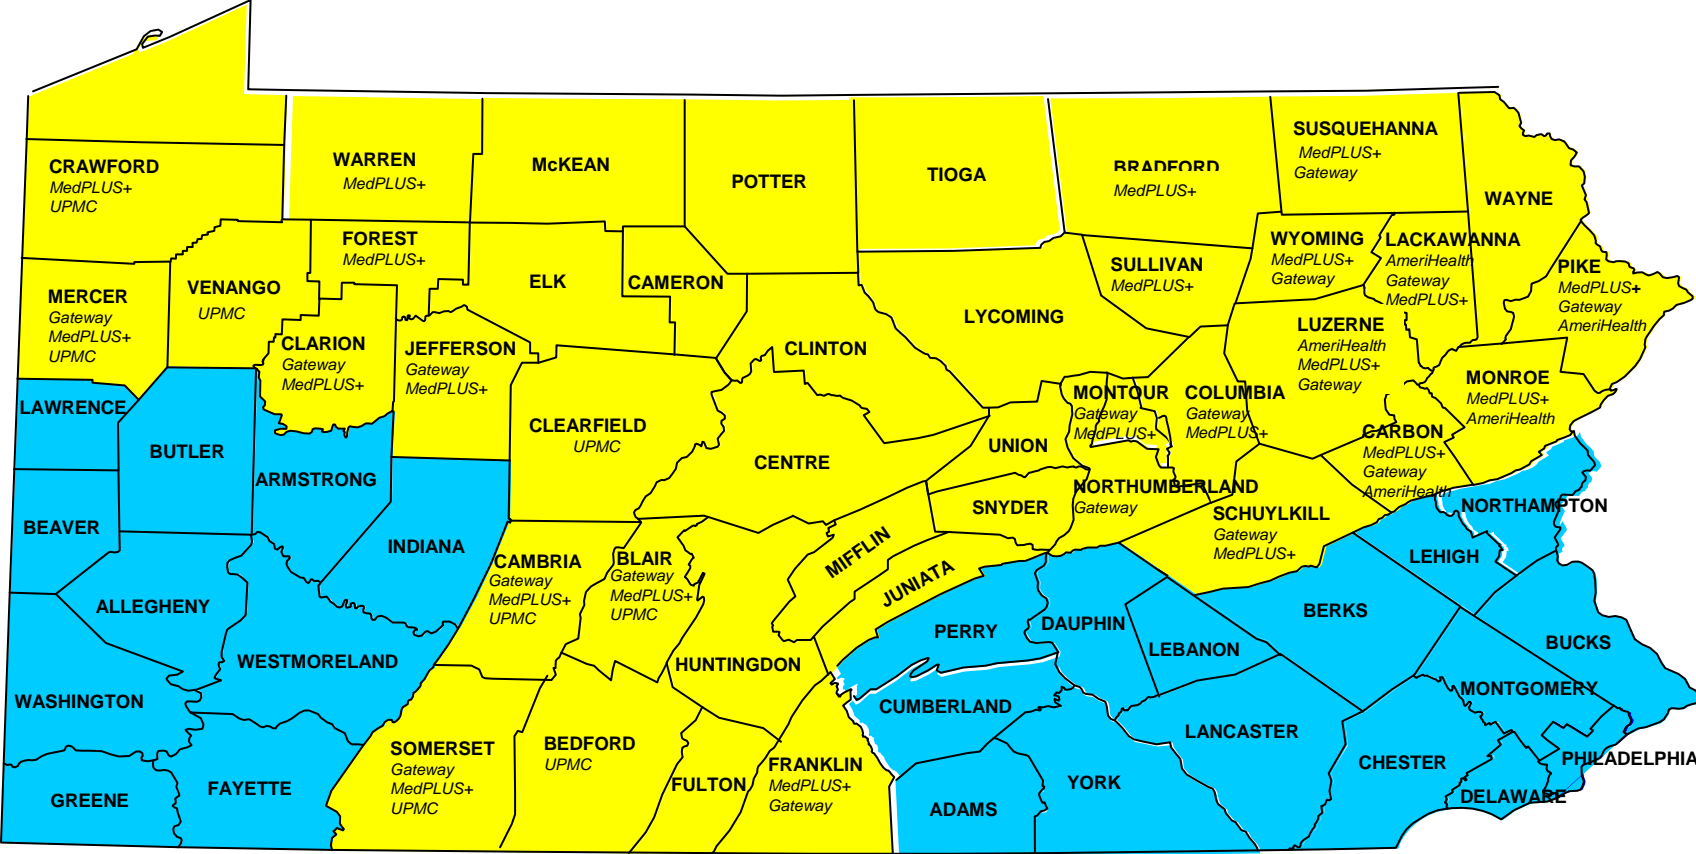 CRAWFORD
MedPLUS+
UPMC
WARREN
MedPLUS+
McKEAN
POTTER
TIOGA
BRADFORD
MedPLUS+
SUSQUEHANNA
MedPLUS+
Gateway
WAYNE
FOREST
MedPLUS+
WYOMING
MedPLUS+
Gateway
LACKAWANNA
AmeriHealth
Gateway
MedPLUS+
PIKE
MedPLUS+
Gateway
AmeriHealth
MERCER
Gateway
MedPLUS+
UPMC
VENANGO
UPMC
ELK
CAMERON
SULLIVAN
MedPLUS+
LYCOMING
LUZERNE
AmeriHealth
MedPLUS+
Gateway
CLARION
Gateway
MedPLUS+
JEFFERSON
Gateway
MedPLUS+
CLINTON
MONROE
MedPLUS+
AmeriHealth
LAWRENCE
MONTOUR
Gateway
MedPLUS+
COLUMBIA
Gateway
MedPLUS+
CLEARFIELD
UPMC
BUTLER
UNION
CARBON
MedPLUS+
Gateway
AmeriHealth
ARMSTRONG
CENTRE
NORTHUMBERLAND
Gateway
SNYDER
NORTHAMPTON
SCHUYLKILL
Gateway
MedPLUS+
BEAVER
INDIANA
CAMBRIA
Gateway
MedPLUS+
UPMC
BLAIR
Gateway
MedPLUS+
UPMC
MIFFLIN
JUNIATA
LEHIGH
ALLEGHENY
PERRY
DAUPHIN
BERKS
BUCKS
WESTMORELAND
HUNTINGDON
LEBANON
WASHINGTON
CUMBERLAND
MONTGOMERY
LANCASTER
SOMERSET
Gateway
MedPLUS+
UPMC
BEDFORD
UPMC
FULTON
FRANKLIN
MedPLUS+
Gateway
CHESTER
PHILADELPHIA
YORK
GREENE
FAYETTE
ADAMS
DELAWARE